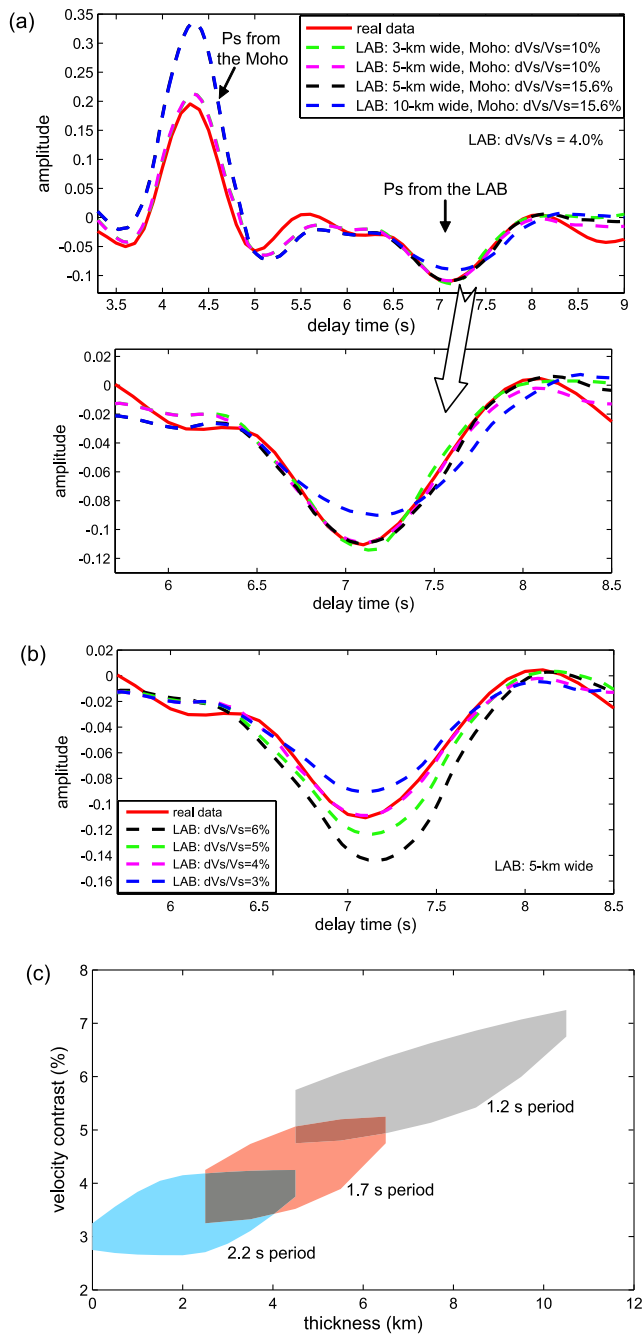 (a)
Ps from
the Moho
real data
LAB: 3-km wide, Moho: dVs/Vs=10%
LAB: 5-km wide, Moho: dVs/Vs=10%
LAB: 5-km wide, Moho: dVs/Vs=15.6%
LAB: 10-km wide, Moho: dVs/Vs=15.6%
LAB: dVs/Vs = 4.0%
Ps from the LAB
amplitude
0.35
0.3
0.25
0.2
0.15
0.1
0.05
0
-0.05
-0.1
3.5 4 4.5 5 5.5 6 6.5 7 7.5 8 8.5 9
delay time (s)
amplitude
0.02
0
-0.02
-0.04
-0.06
-0.08
-0.1
-0.12
6 6.5 7 7.5 8 8.5
delay time (s)
(b)
amplitude
0.02
0
-0.02
-0.04
-0.06
-0.08
-0.1
-0.12
-0.14
-0.16
-0.17
real data
LAB: dVs/Vs=6%
LAB: dVs/Vs=5%
LAB: dVs/Vs=4%
LAB: dVs/Vs=3%
LAB: 5-km wide
6 6.5 7 7.5 8 8.5
delay time (s)
(c)
velocity contrast (%)
8
7
6
5
4
3
2
1.2 s period
1.7 s period
2.2 s period
0 2 4 6 8 10 12
thickness (km)